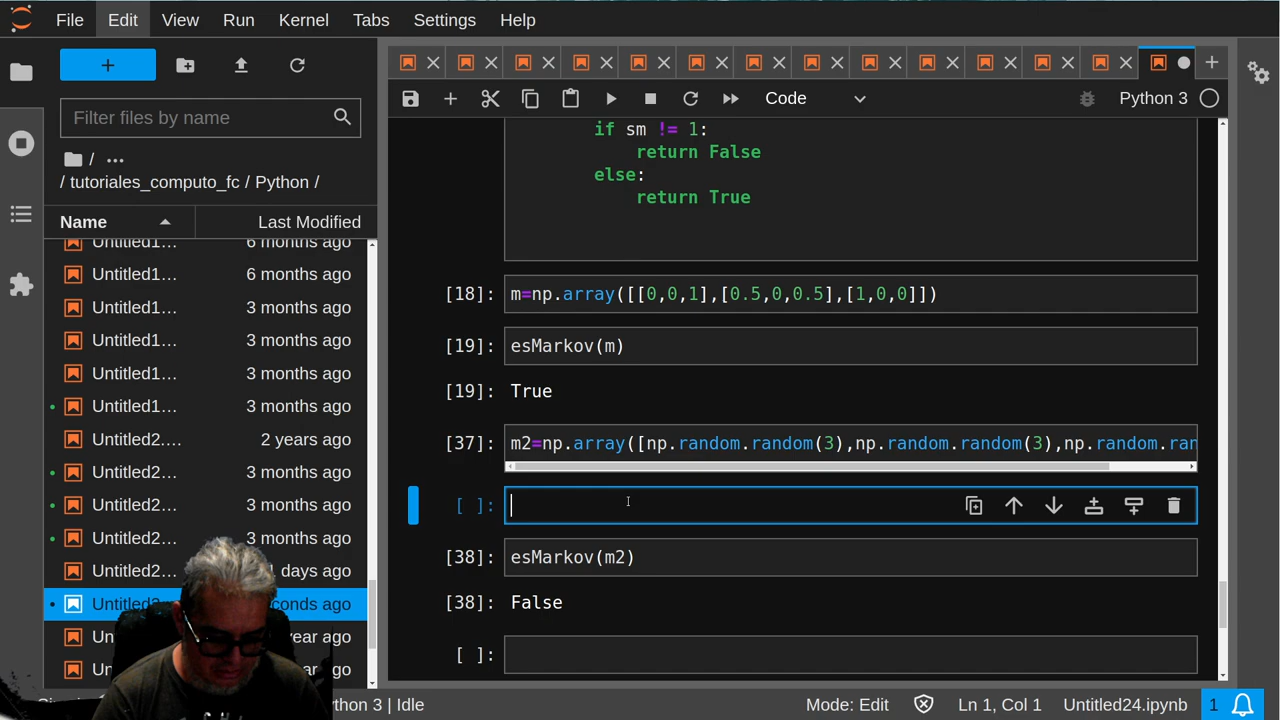 File Edit View Run Kernel Tabs Settings Help
Filter files by name
Code
Python 3
/ ...
/ tutoriales_computo_fc / Python /
Name Last Modified
Untitled1... 6 months ago
Untitled1... 6 months ago
Untitled1... 3 months ago
Untitled1... 3 months ago
Untitled1... 3 months ago
Untitled1... 3 months ago
Untitled2.... 2 years ago
Untitled2... 3 months ago
Untitled2... 3 months ago
Untitled2... 3 months ago
Untitled2... days ago
ago
year ago
ago
if sm != 1:
return False
else:
return True
[18]: m=np.array([[0,0,1],[0.5,0,0.5],[1,0,0]])
[19]: esMarkov(m)
[19]: True
[37]: m2=np.array([np.random.random(3),np.random.random(3),np.random.ran
[ ]:
[38]: esMarkov(m2)
[38]: False
[ ]:
3 | Idle
Mode: Edit Ln 1, Col 1 Untitled24.ipynb 1